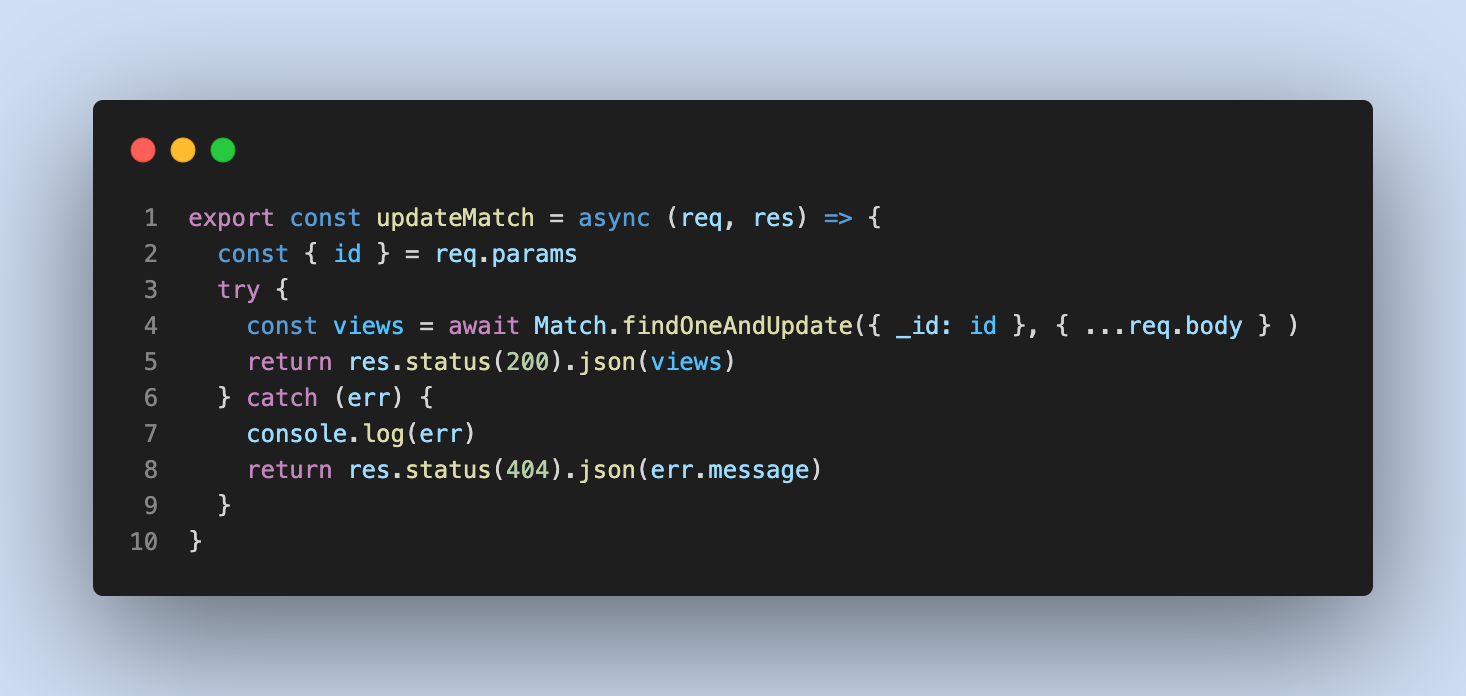 1 export const updateMatch = async (req, res) => {
2   const { id } = req.params
3   try {
4     const views = await Match.findOneAndUpdate({ _id: id }, { ...req.body } )
5     return res.status(200).json(views)
6   } catch (err) {
7     console.log(err)
8     return res.status(404).json(err.message)
9   }
10 }